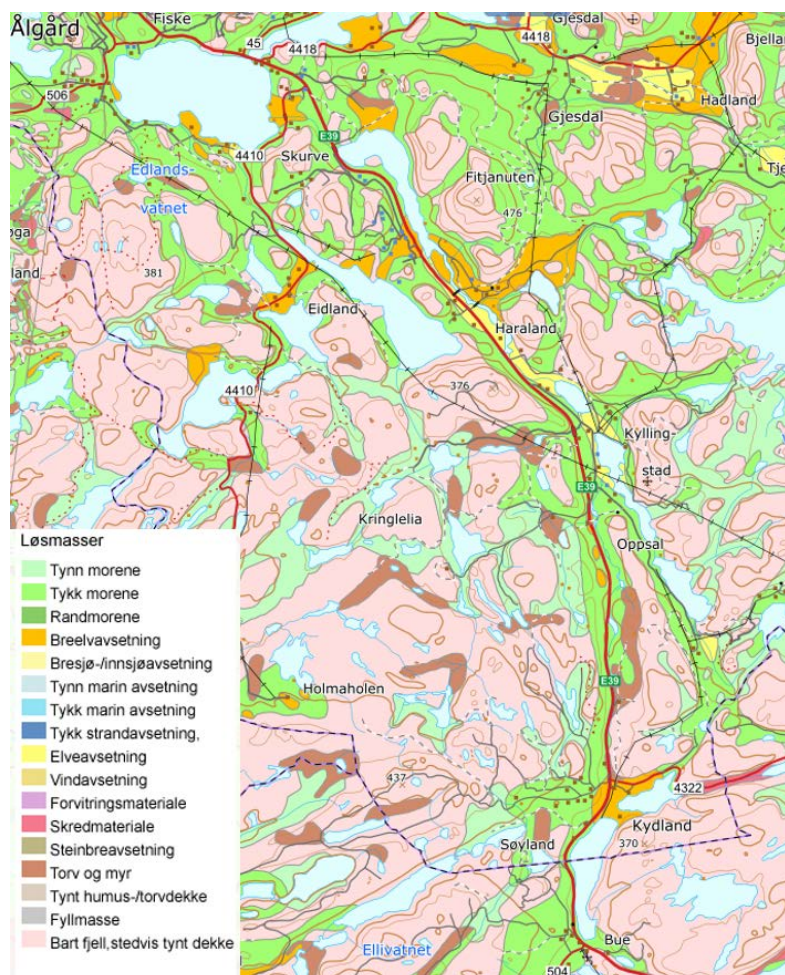 Ålgård
Fiske
45
4418
Gjesdal
4418
Bjellan
506
E39
Hadland
Gjesdal
4410
Skurve
Edlands-
vatnet
Fitjanuten
476
Tje
oga
land
381
Eidland
Haraland
376
4410
Kylling-
stad
E39
Kringlelia
Oppsal
Løsmasser
Tynn morene
Tykk morene
Randmorene
Breelvavsetning
Bresjø-/innsjøavsetning
Tynn marin avsetning
Tykk marin avsetning
Tykk strandavsetning,
Elveavsetning
Vindavsetning
Forvitringsmateriale
Skredmateriale
Steinbreavsetning
Torv og myr
Tynt humus-/torvdekke
Fyllmasse
Bart fjell,stedvis tynt dekke
Holmaholen
E39
437
4322
Kydland
Søyland
370
Ellivatnet
Bue
504